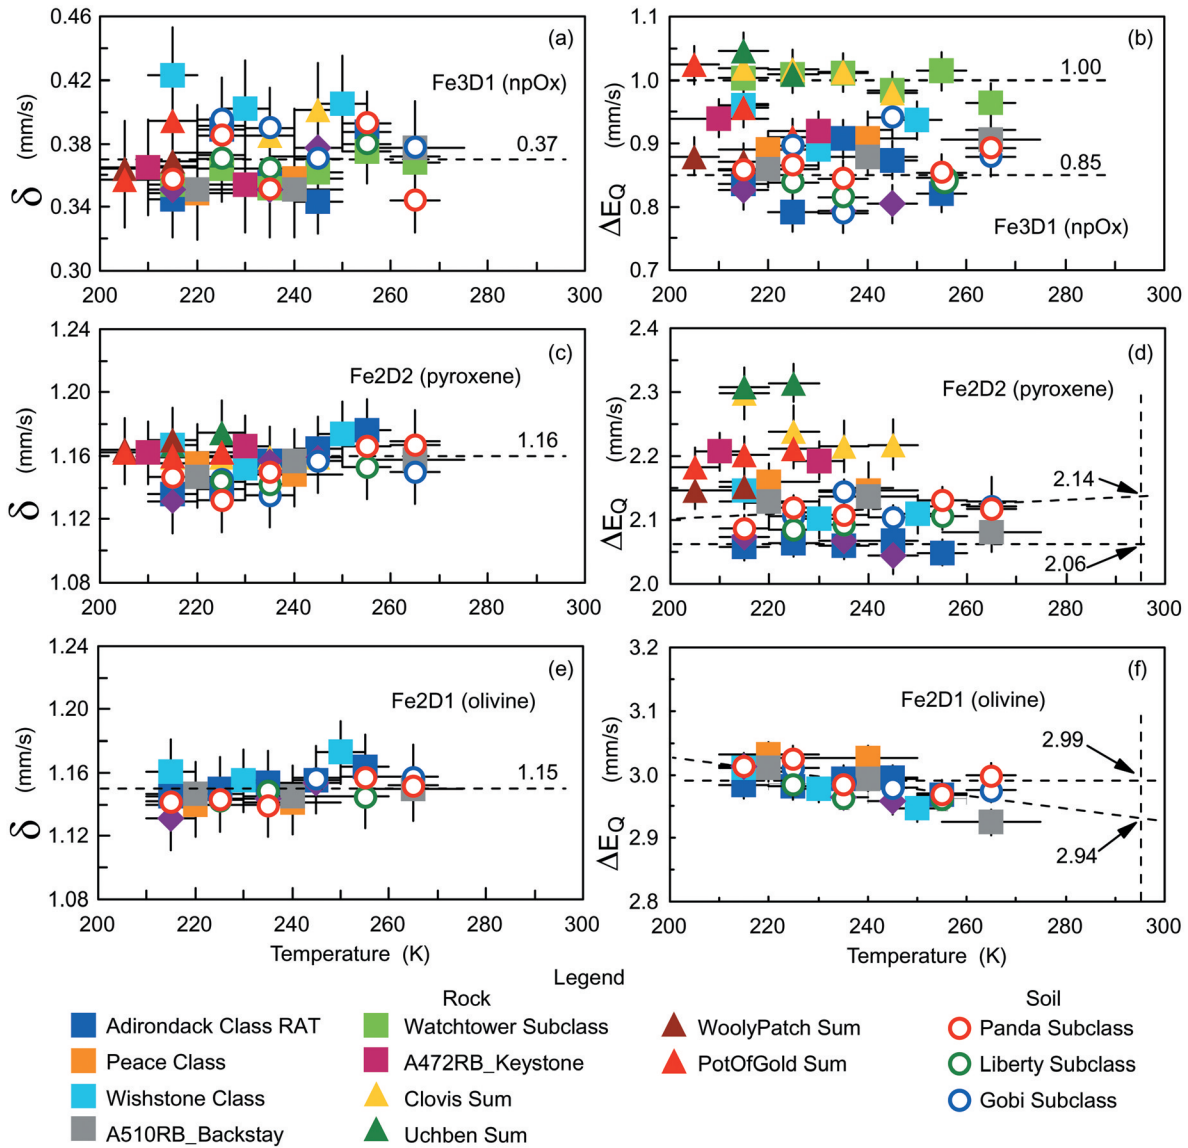 0.46
0.42
0.38
0.34
0.30
δ (mm/s)
(a)
Fe3D1 (npOx)
0.37
200 220 240 260 280 300
1.1
1.0
0.9
0.8
0.7
ΔEQ (mm/s)
(b)
1.00
0.85
Fe3D1 (npOx)
200 220 240 260 280 300
1.24
1.20
1.16
1.12
1.08
δ (mm/s)
(c)
Fe2D2 (pyroxene)
1.16
200 220 240 260 280 300
2.4
2.3
2.2
2.1
2.0
ΔEQ (mm/s)
(d)
Fe2D2 (pyroxene)
2.14
2.06
200 220 240 260 280 300
1.24
1.20
1.16
1.12
1.08
δ (mm/s)
(e)
Fe2D1 (olivine)
1.15
200 220 240 260 280 300
Temperature (K)
3.2
3.1
3.0
2.9
2.8
ΔEQ (mm/s)
(f)
Fe2D1 (olivine)
2.99
2.94
200 220 240 260 280 300
Temperature (K)
Legend
Rock
Adirondack Class RAT
Peace Class
Wishstone Class
A510RB_Backstay
Watchtower Subclass
A472RB_Keystone
Clovis Sum
Uchben Sum
WoolyPatch Sum
PotOfGold Sum
Soil
Panda Subclass
Liberty Subclass
Gobi Subclass